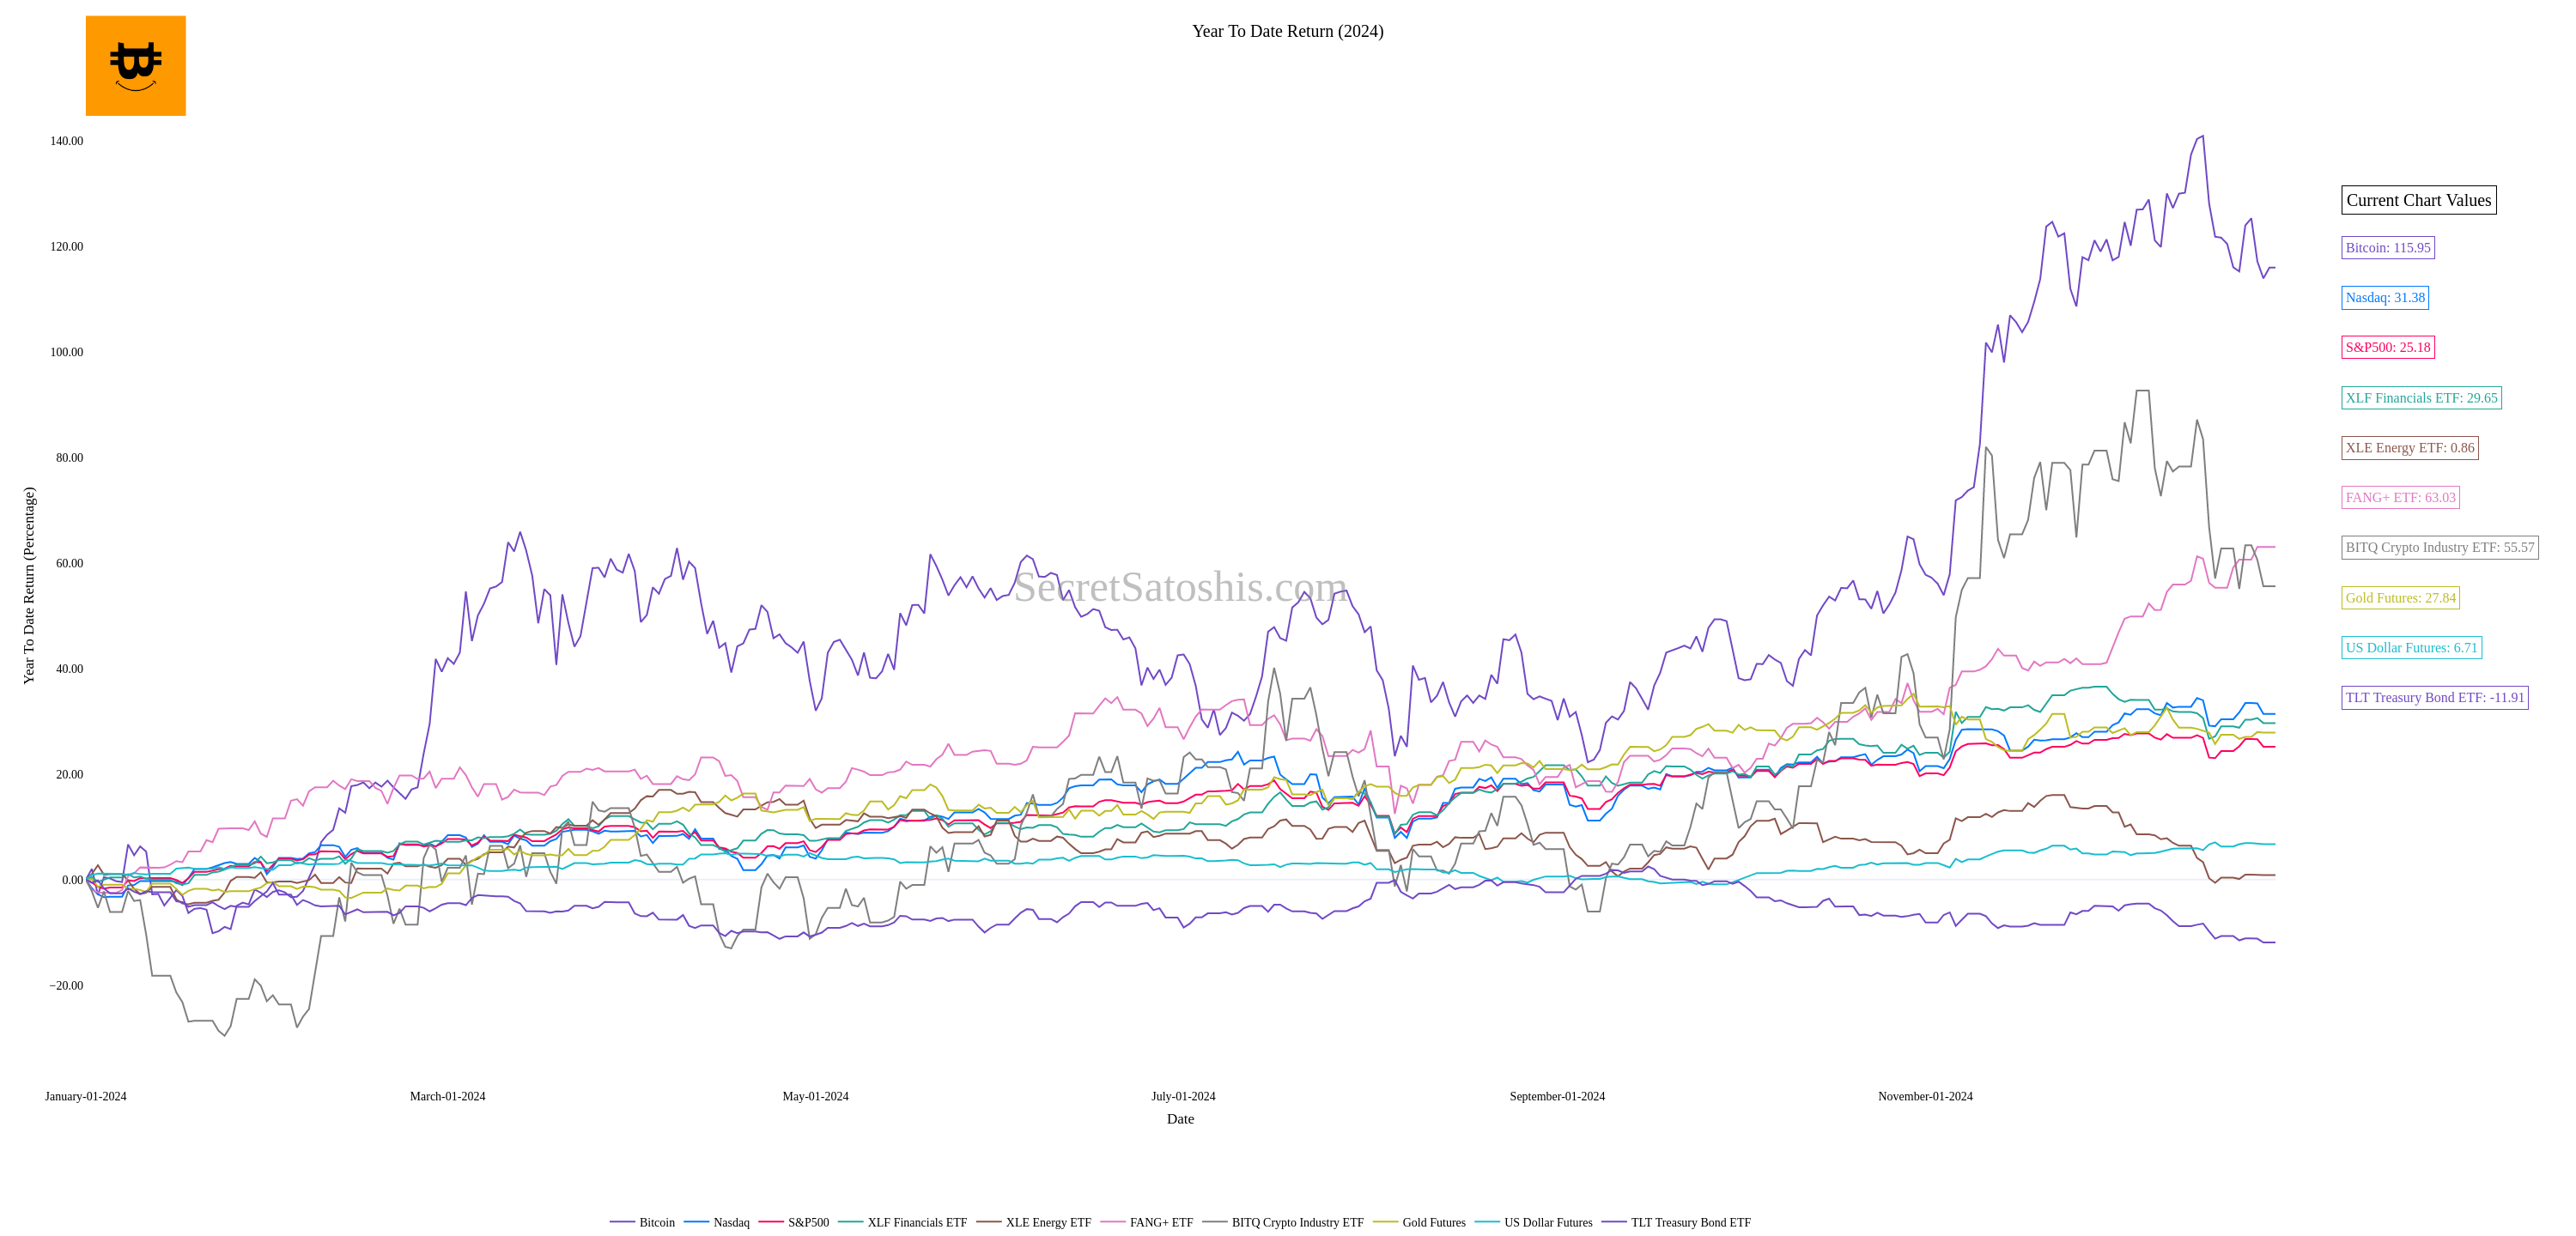 Year To Date Return (2024)
140.00
120.00
100.00
80.00
60.00
40.00
20.00
0.00
−20.00
Year To Date Return (Percentage)
SecretSatoshis.com
January-01-2024
March-01-2024
May-01-2024
July-01-2024
September-01-2024
November-01-2024
Date
Current Chart Values
Bitcoin: 115.95
Nasdaq: 31.38
S&P500: 25.18
XLF Financials ETF: 29.65
XLE Energy ETF: 0.86
FANG+ ETF: 63.03
BITQ Crypto Industry ETF: 55.57
Gold Futures: 27.84
US Dollar Futures: 6.71
TLT Treasury Bond ETF: -11.91
Bitcoin
Nasdaq
S&P500
XLF Financials ETF
XLE Energy ETF
FANG+ ETF
BITQ Crypto Industry ETF
Gold Futures
US Dollar Futures
TLT Treasury Bond ETF